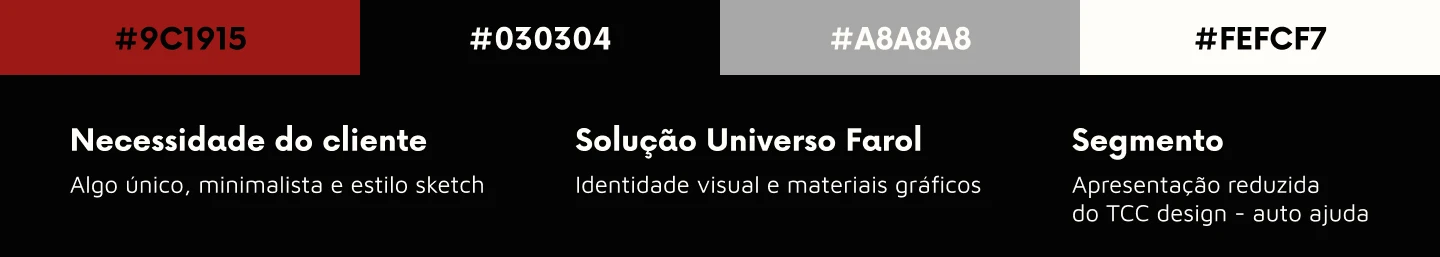 #9C1915
#030304
#A8A8A8
#FEFCF7
Necessidade do cliente
Algo único, minimalista e estilo sketch
Solução Universo Farol
Identidade visual e materiais gráficos
Segmento
Apresentação reduzida
do TCC design - auto ajuda